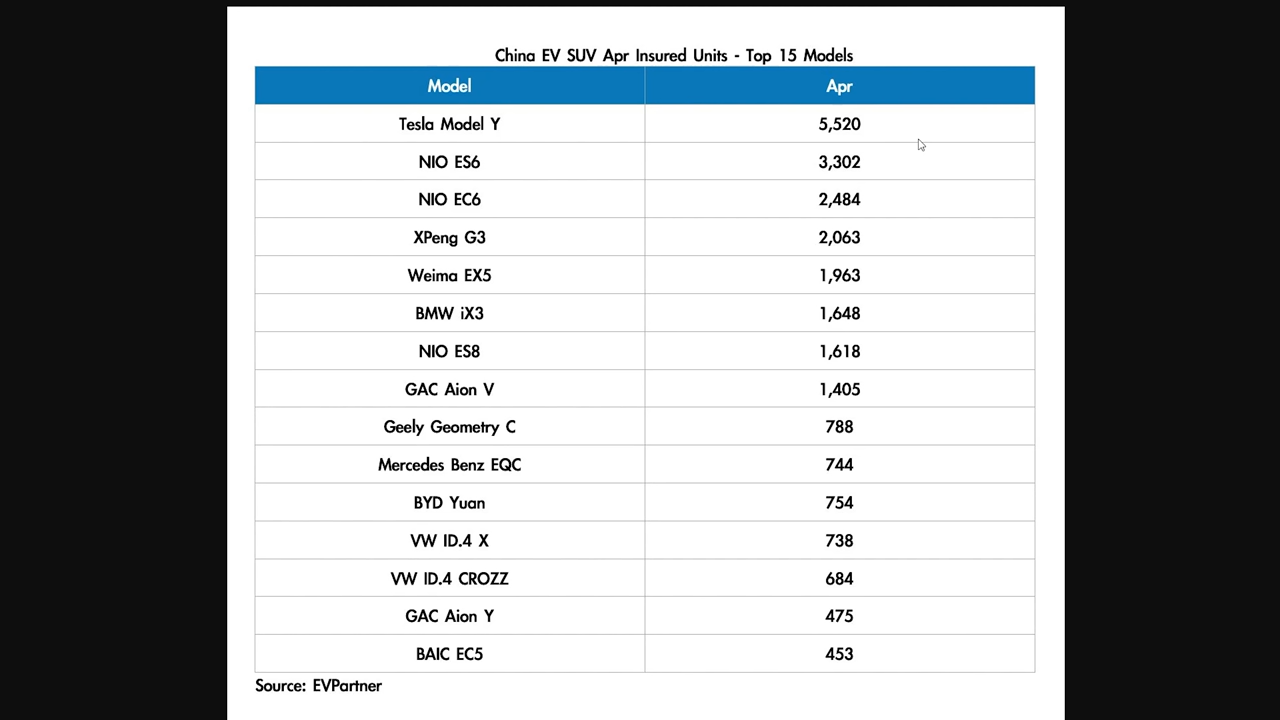 China EV SUV Apr Insured Units - Top 15 Models
Model Apr
Tesla Model Y 5,520
NIO ES6 3,302
NIO EC6 2,484
XPeng G3 2,063
Weima EX5 1,963
BMW iX3 1,648
NIO ES8 1,618
GAC Aion V 1,405
Geely Geometry C 788
Mercedes Benz EQC 744
BYD Yuan 754
VW ID.4 X 738
VW ID.4 CROZZ 684
GAC Aion Y 475
BAIC EC5 453
Source: EVPartner